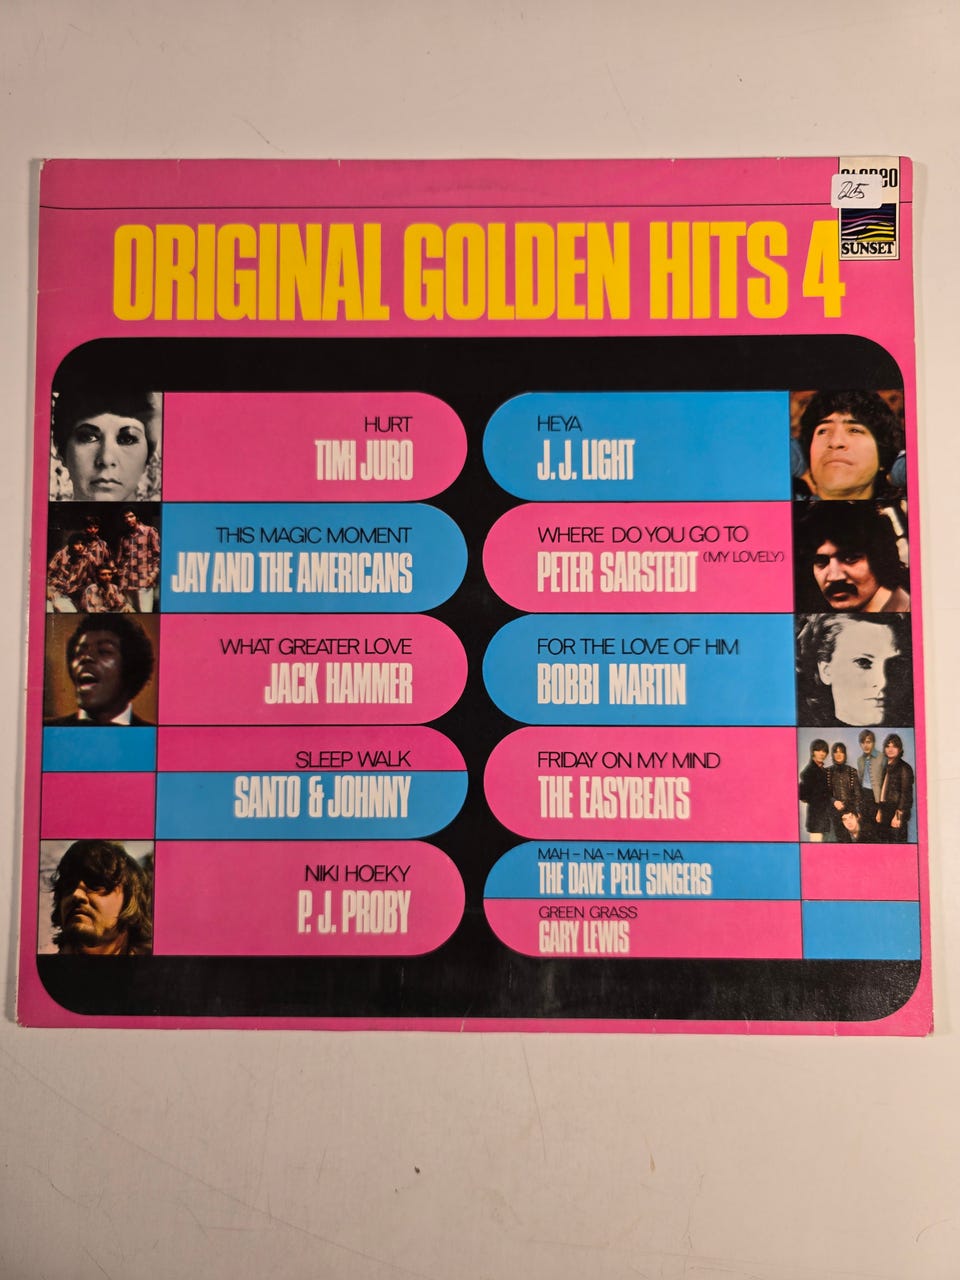 stereo
25
SUNSET
ORIGINAL GOLDEN HITS 4
HURT
TIMI JURO
THIS MAGIC MOMENT
JAY AND THE AMERICANS
WHAT GREATER LOVE
JACK HAMMER
SLEEP WALK
SANTO & JOHNNY
NIKI HOEKY
P. J. PROBY
HEYA
J. J. LIGHT
WHERE DO YOU GO TO
(MY LOVELY)
PETER SARSTEDT
FOR THE LOVE OF HIM
BOBBI MARTIN
FRIDAY ON MY MIND
THE EASYBEATS
MAH-NA-MAH-NA
THE DAVE PELL SINGERS
GREEN GRASS
GARY LEWIS